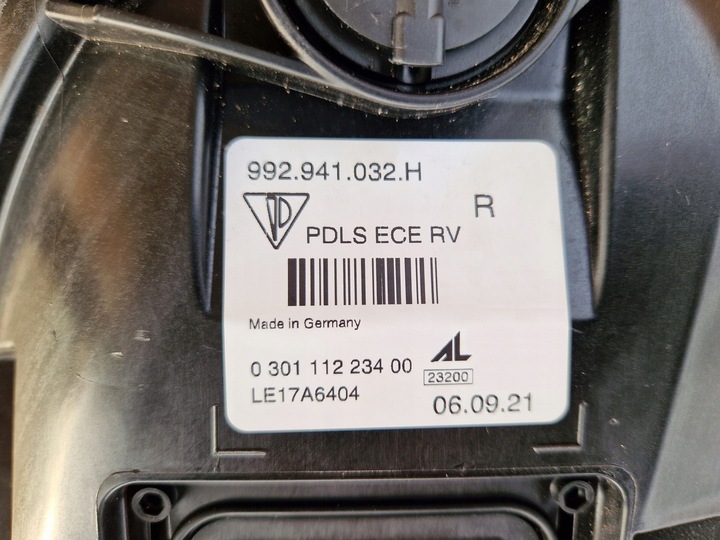 992.941.032.H
R
PDLS ECE RV
Made in Germany
0 301 112 234 00
AL
23200
LE17A6404
06.09.21